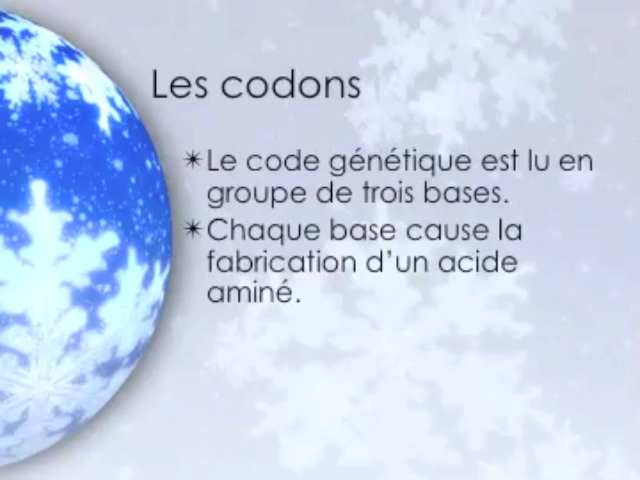 Les codons
✴Le code génétique est lu en
groupe de trois bases.
✴Chaque base cause la
fabrication d’un acide
aminé.